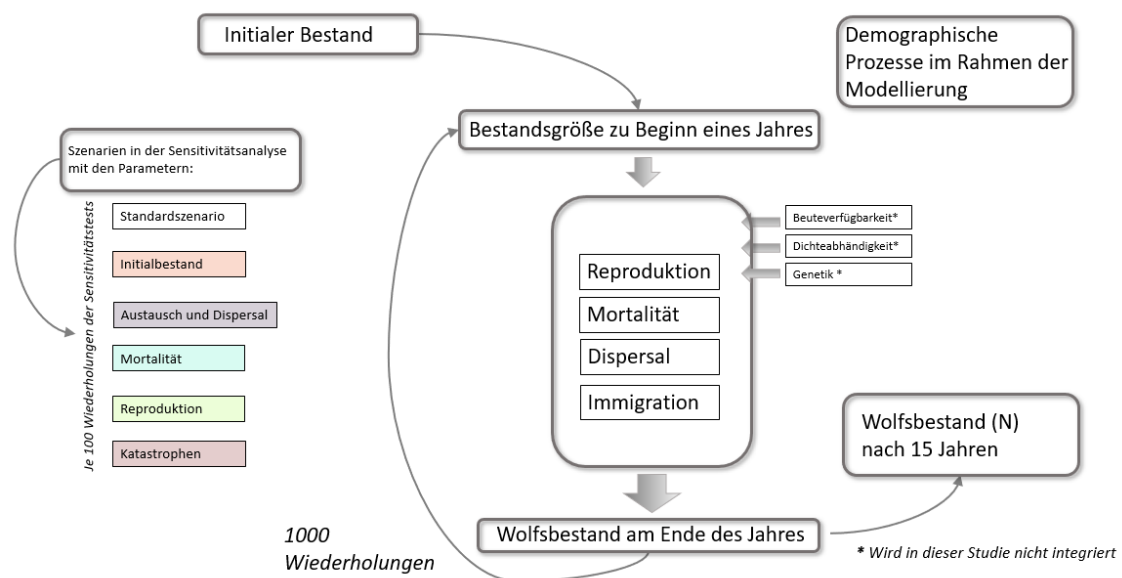 Initialer Bestand
Demographische
Prozesse im Rahmen der
Modellierung
Bestandsgröße zu Beginn eines Jahres
Szenarien in der Sensitivitätsanalyse
mit den Parametern:
Je 100 Wiederholungen der Sensitivitätstests
Standardszenario
Initialbestand
Austausch und Dispersal
Mortalität
Reproduktion
Katastrophen
Beuteverfügbarkeit*
Dichteabhändigkeit*
Genetik *
Reproduktion
Mortalität
Dispersal
Immigration
Wolfsbestand (N)
nach 15 Jahren
Wolfsbestand am Ende des Jahres
1000
Wiederholungen
* Wird in dieser Studie nicht integriert